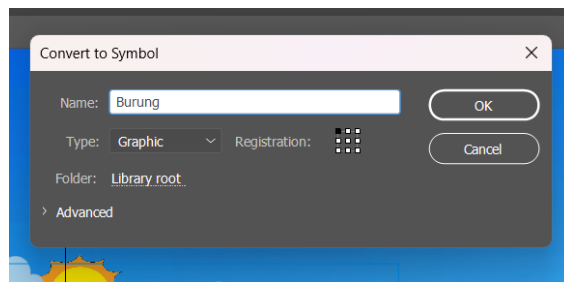 Convert to Symbol
Name: Burung
OK
Type: Graphic Registration:
Cancel
Folder: Library root
Advanced